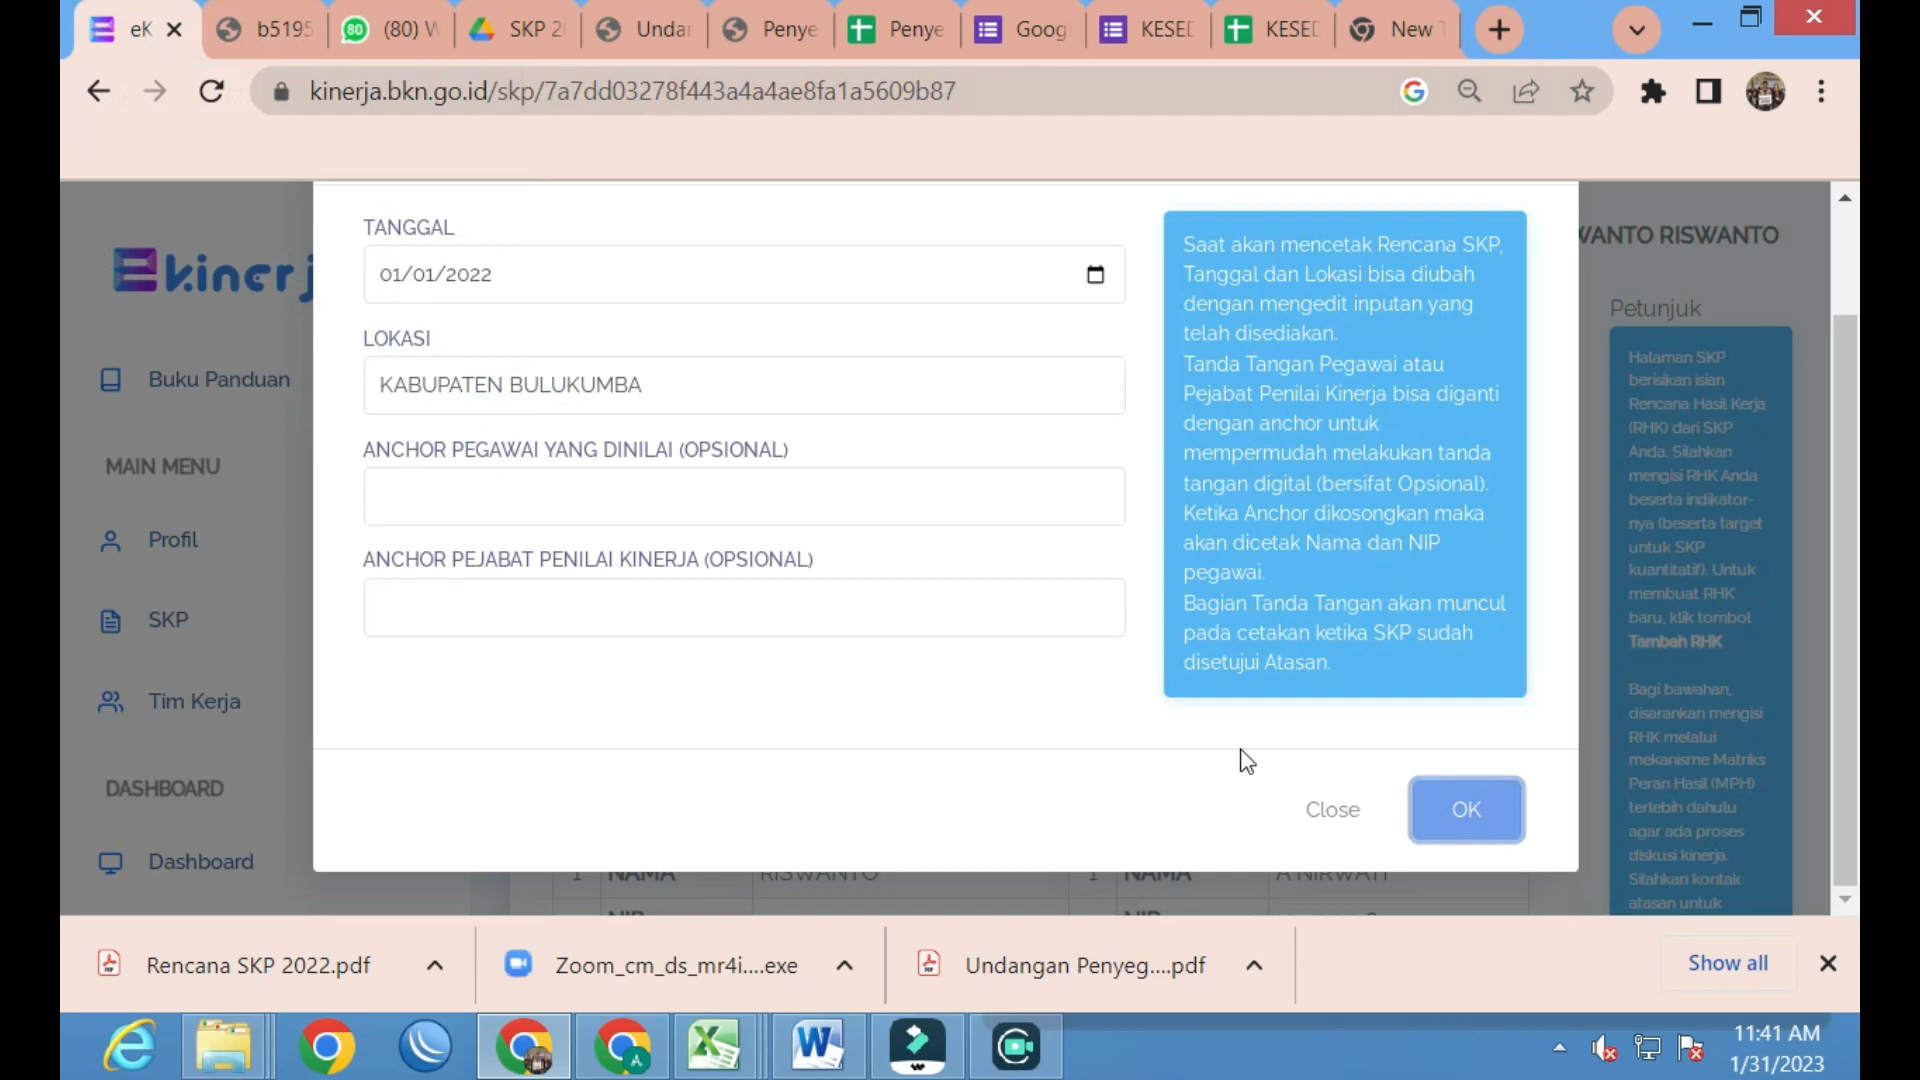 eK
b5195
(80) W
SKP 2
Unda
Penye
Penye
Goog
KESED
KESED
New
kinerja.bkn.go.id/skp/7a7dd03278f443a4a4ae8fa1a5609b87
Ekinerj
Buku Panduan
MAIN MENU
Profil
SKP
Tim Kerja
DASHBOARD
Dashboard
TANGGAL
01/01/2022
LOKASI
KABUPATEN BULUKUMBA
ANCHOR PEGAWAI YANG DINILAI (OPSIONAL)
ANCHOR PEJABAT PENILAI KINERJA (OPSIONAL)
Saat akan mencetak Rencana SKP,
Tanggal dan Lokasi bisa diubah
dengan mengedit inputan yang
telah disediakan.
Tanda Tangan Pegawai atau
Pejabat Penilai Kinerja bisa diganti
dengan anchor untuk
mempermudah melakukan tanda
tangan digital (bersifat Opsional).
Ketika Anchor dikosongkan maka
akan dicetak Nama dan NIP
pegawai.
Bagian Tanda Tangan akan muncul
pada cetakan ketika SKP sudah
disetujui Atasan.
Close
OK
WANTO RISWANTO
Petunjuk
Halaman SKP
berisikan isian
Rencana Hasil Kerja
(RHK) dari SKP
Anda. Silahkan
mengisi RHK Anda
beserta indikator-
nya (beserta target
untuk SKP
kuantitatif). Untuk
membuat RHK
baru, klik tombol
Tambah RHK
Bagi bawahan,
disarankan mengisi
RHK melalui
mekanisme Matriks
Peran Hasil (MPH)
terlebih dahulu
agar ada proses
diskusi kinerja.
Silahkan kontak
atasan untuk
1 NAMA RISWANTO 1 NAMA A NIRWATI
NIP NIP
Rencana SKP 2022.pdf
Zoom_cm_ds_mr4i....exe
Undangan Penyeg....pdf
Show all
11:41 AM
1/31/2023